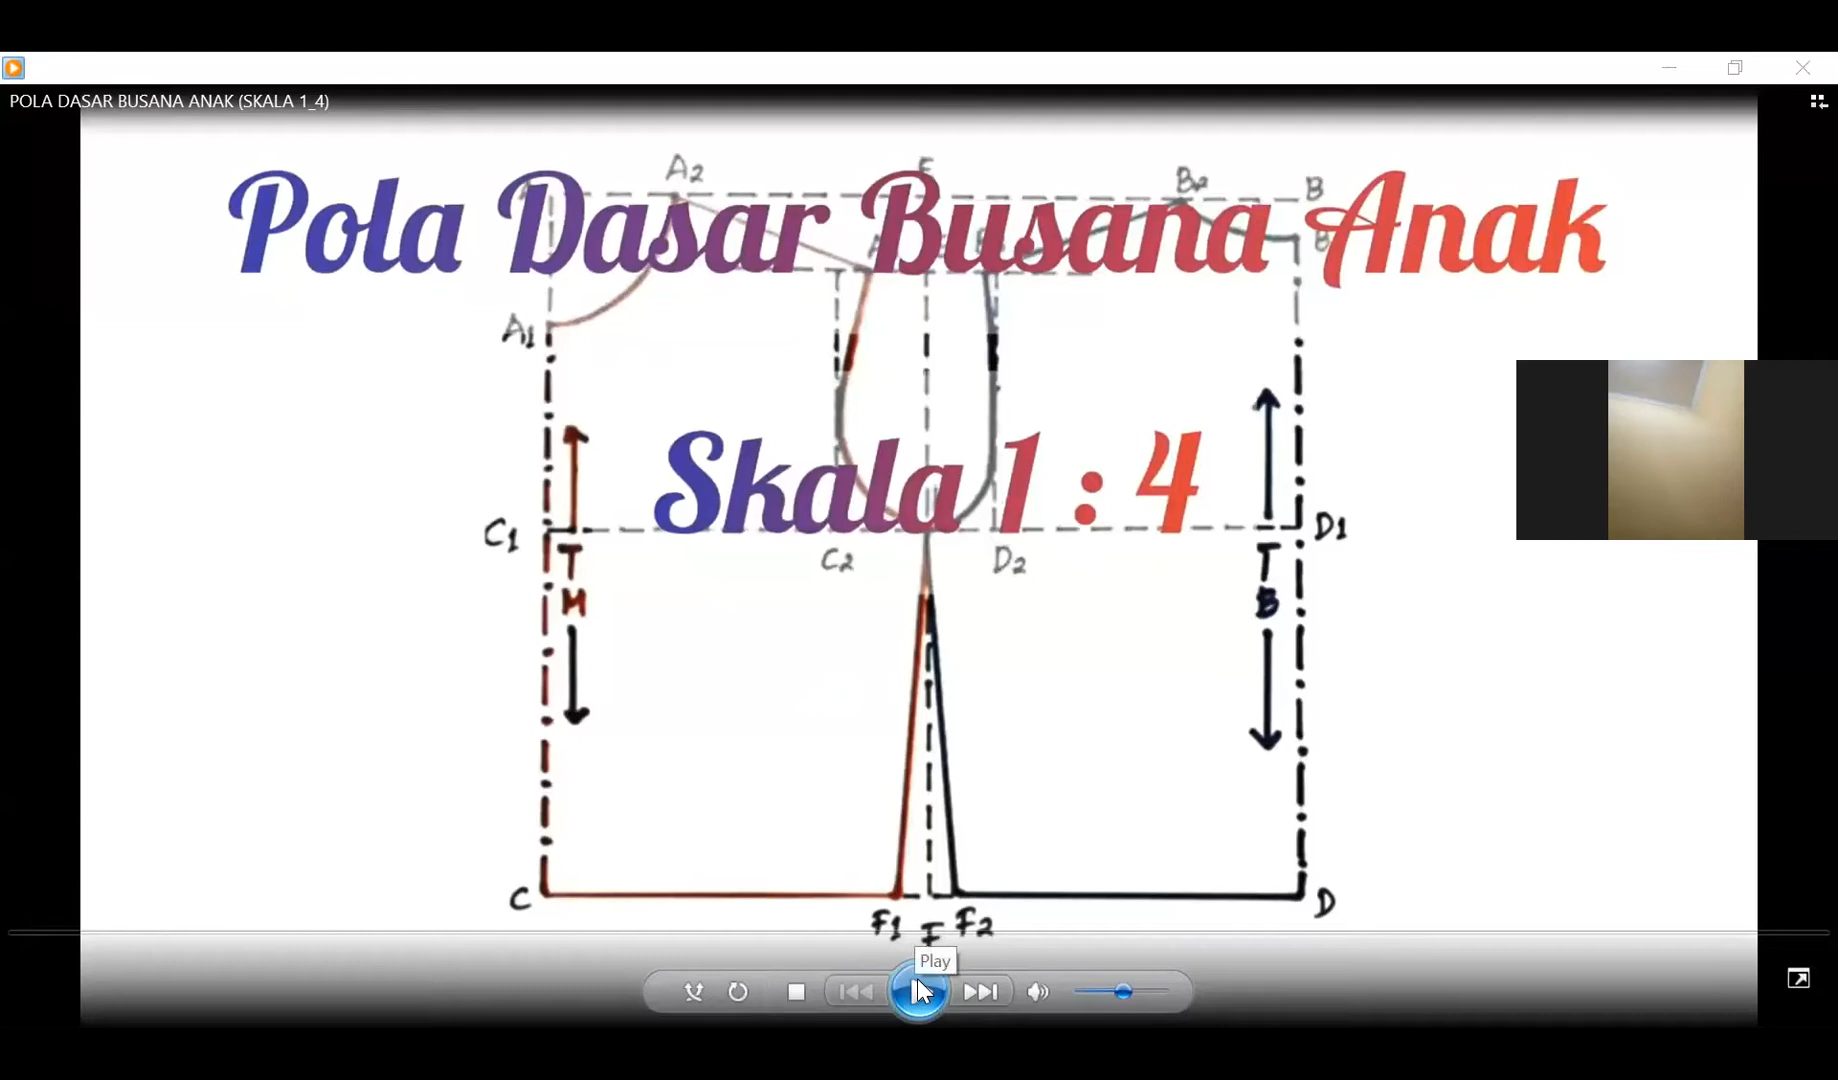 POLA DASAR BUSANA ANAK (SKALA 1_4)
A2 E B2 B
Pola Dasar Busana Anak
A1
Skala 1 : 4
C1 D1
C2 D2
T T
M B
C D
F1 F F2
Play